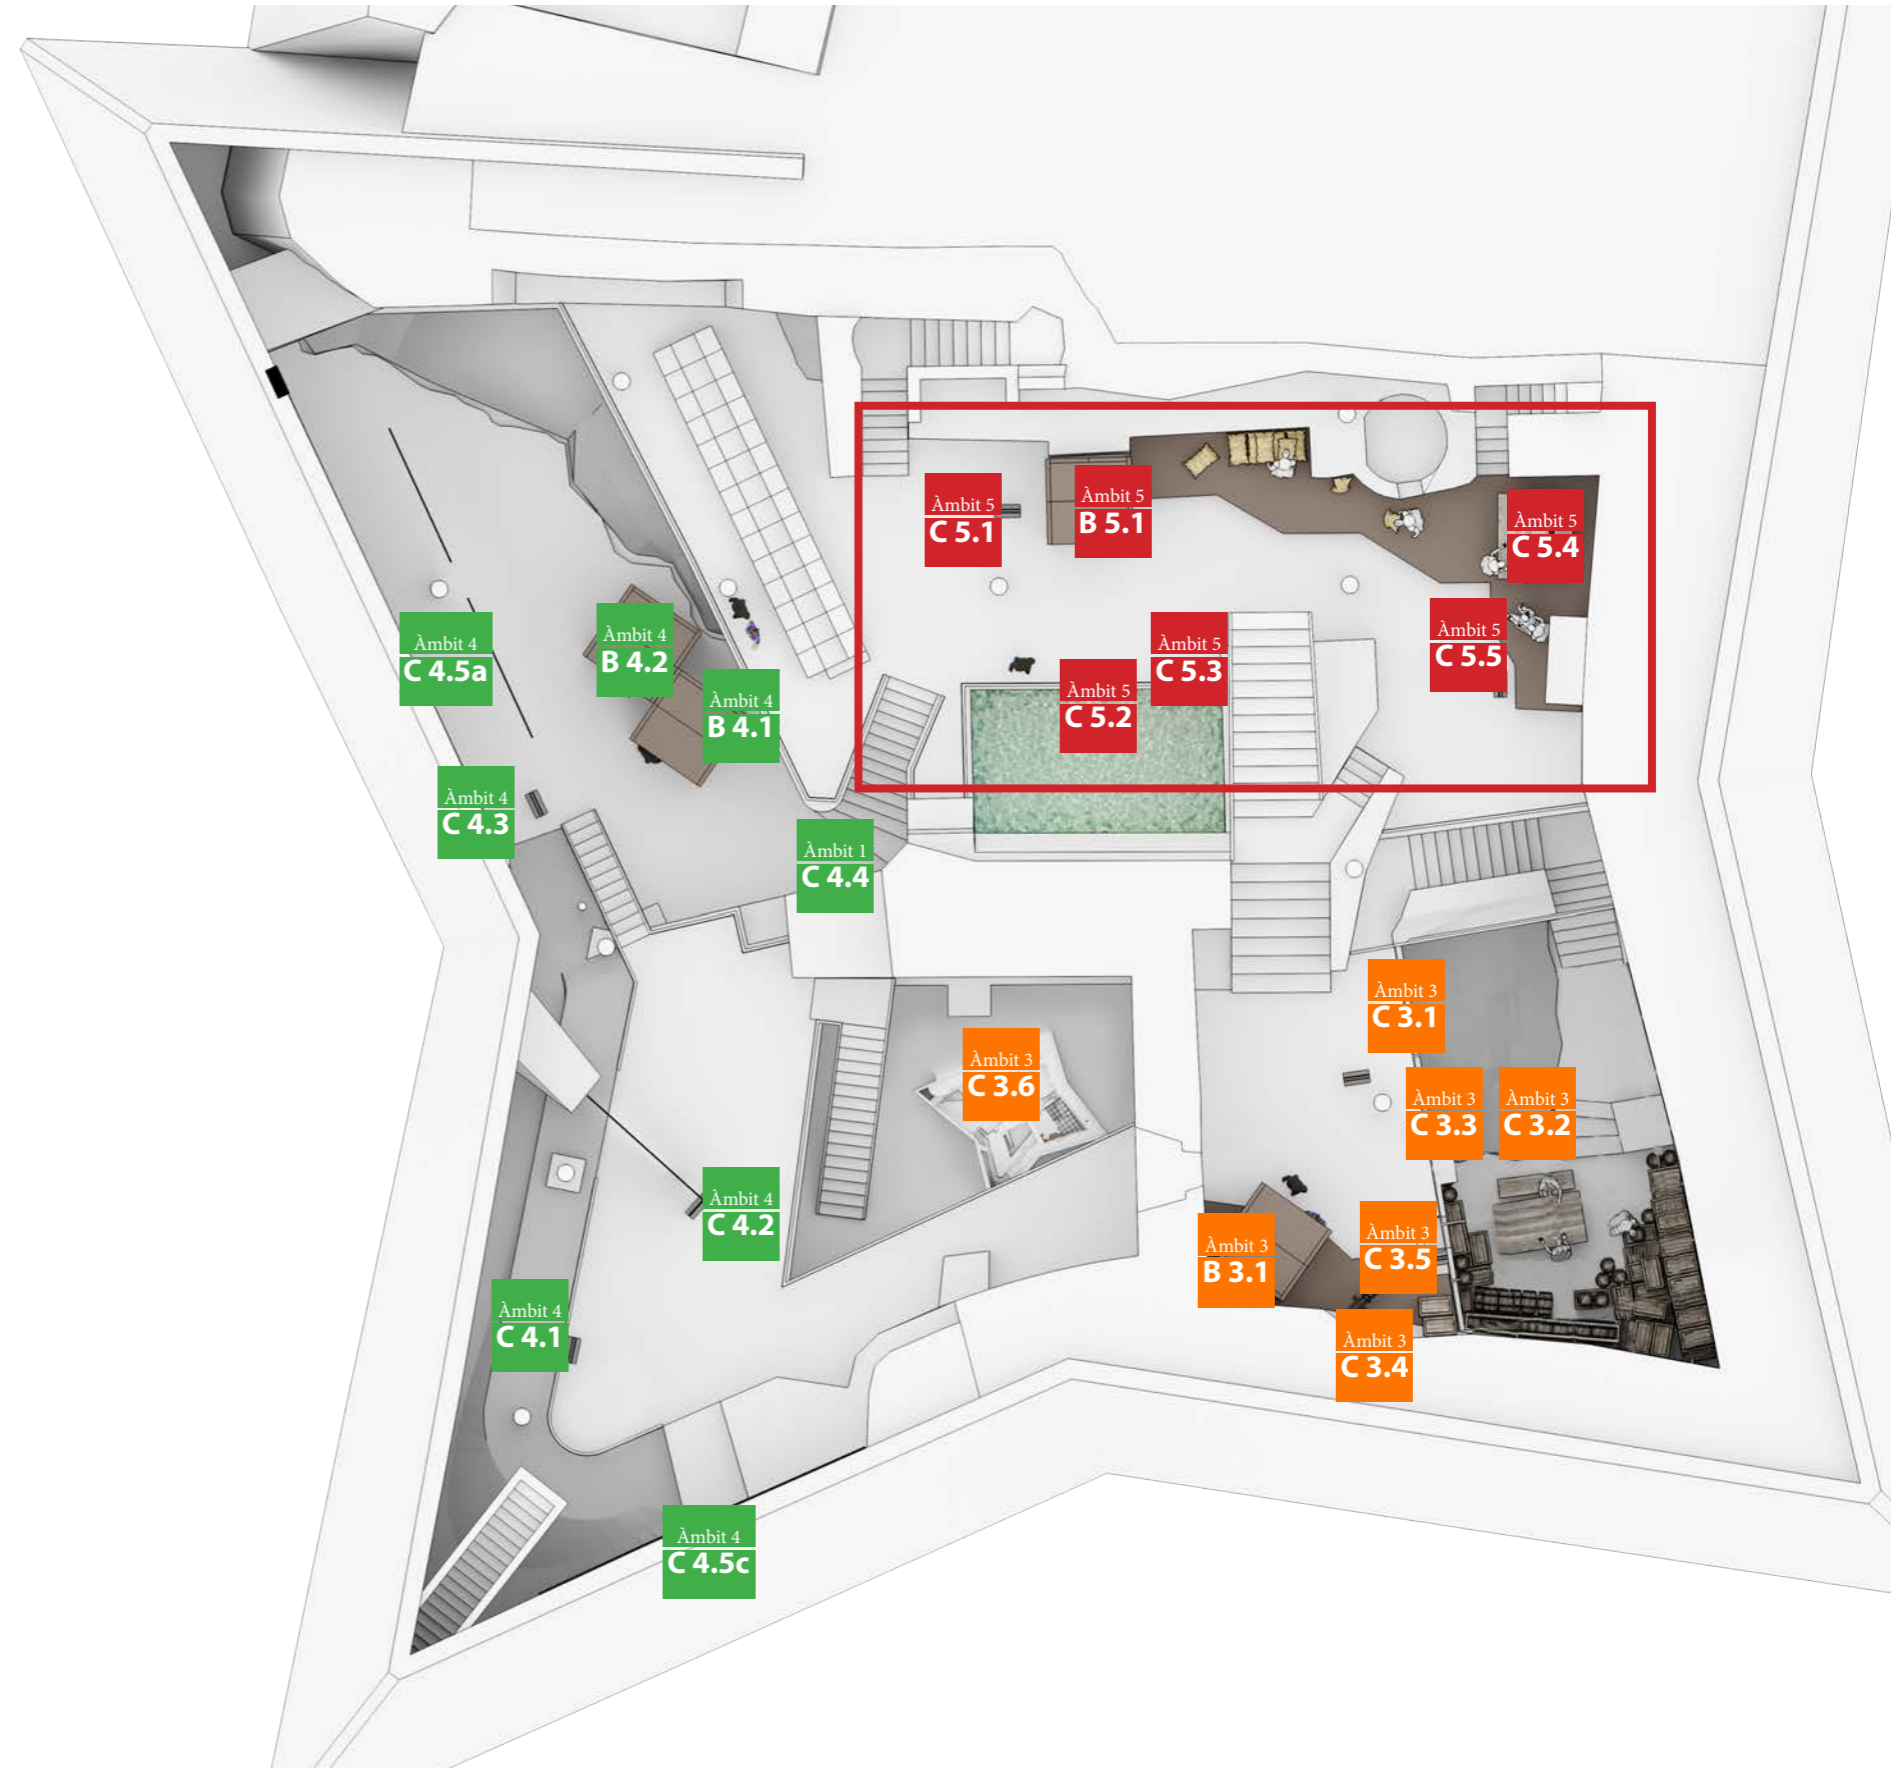 Àmbit 5
C 5.1
Àmbit 5
B 5.1
Àmbit 5
C 5.4
Àmbit 4
C 4.5a
Àmbit 4
B 4.2
Àmbit 5
C 5.3
Àmbit 5
C 5.5
Àmbit 4
B 4.1
Àmbit 5
C 5.2
Àmbit 4
C 4.3
Àmbit 1
C 4.4
Àmbit 3
C 3.1
Àmbit 3
C 3.6
Àmbit 3
C 3.3
Àmbit 3
C 3.2
Àmbit 4
C 4.2
Àmbit 3
B 3.1
Àmbit 3
C 3.5
Àmbit 4
C 4.1
Àmbit 3
C 3.4
Àmbit 4
C 4.5c